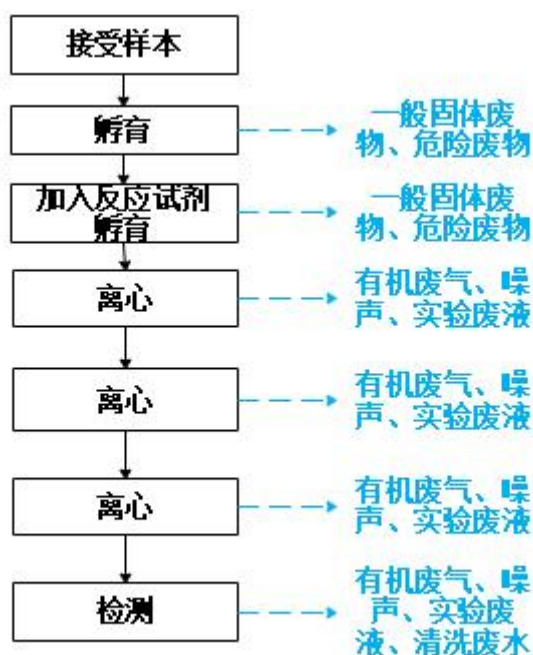 接受样本
孵育
一般固体废
物、危险废物
加入反应试剂
孵育
一般固体废
物、危险废物
离心
有机废气、噪
声、实验废液
离心
有机废气、噪
声、实验废液
离心
有机废气、噪
声、实验废液
检测
有机废气、噪
声、实验废
液、清洗废水